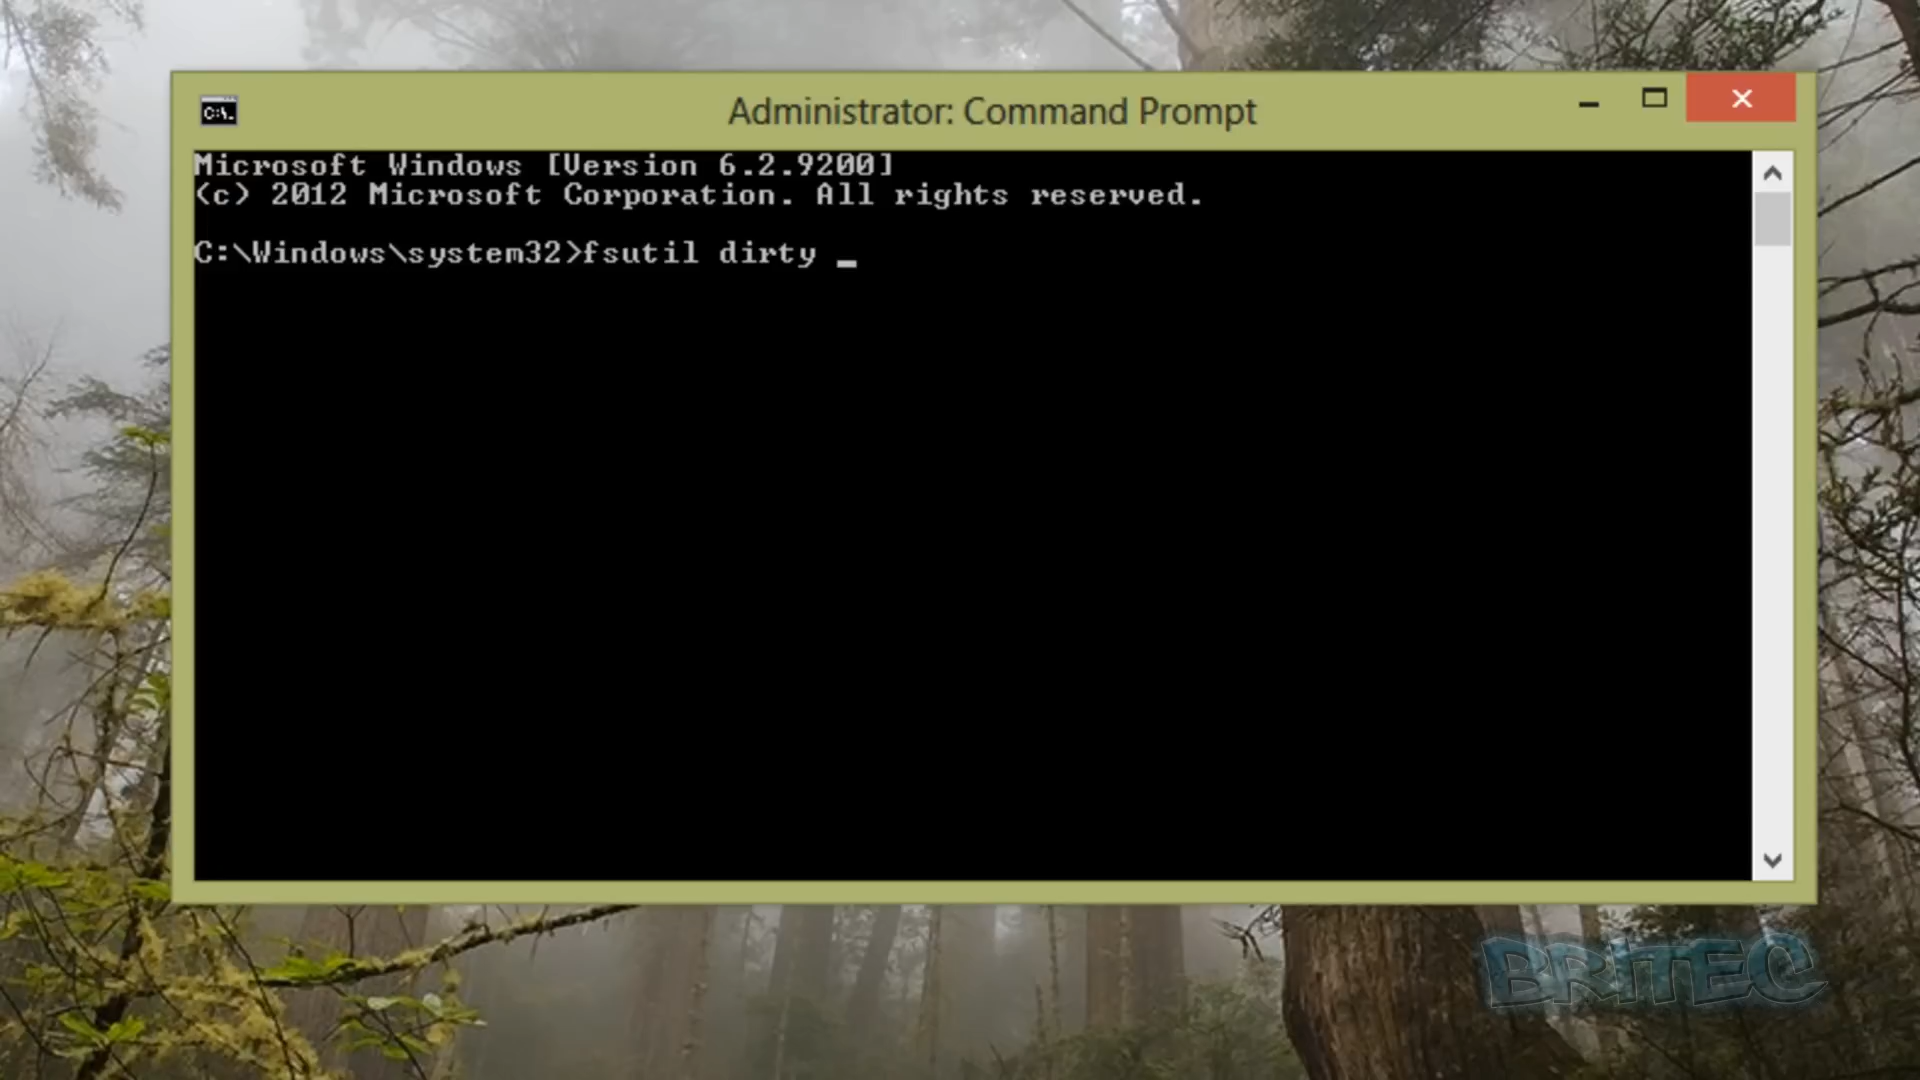 C:\.
Administrator: Command Prompt
Microsoft Windows [Version 6.2.9200]
(c) 2012 Microsoft Corporation. All rights reserved.
C:\Windows\system32>fsutil dirty _
BRITEC